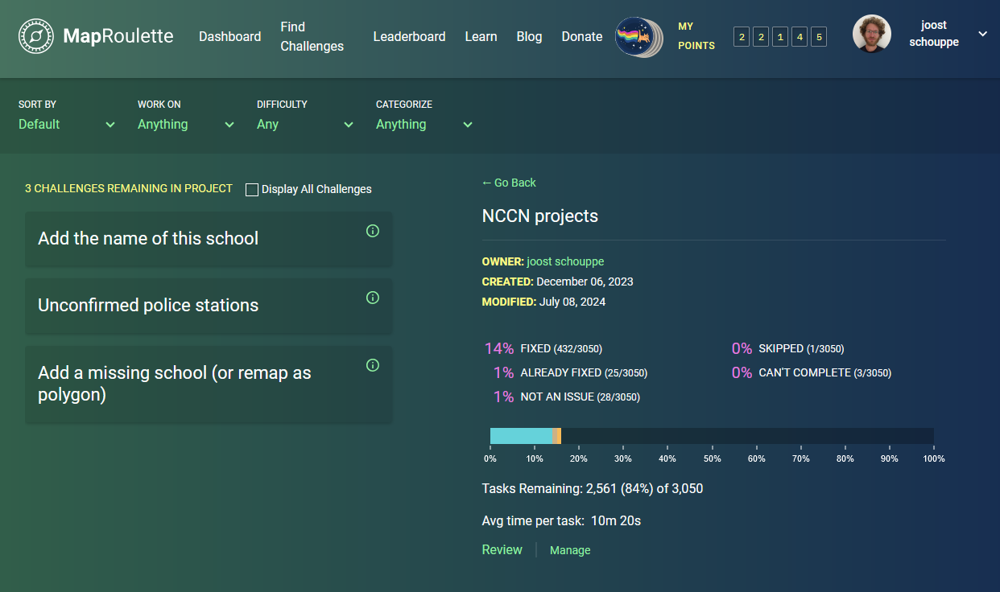 MapRoulette
Dashboard
Find
Challenges
Leaderboard
Learn
Blog
Donate
MY
POINTS
2 2 1 4 5
joost
schouppe
SORT BY
Default
WORK ON
Anything
DIFFICULTY
Any
CATEGORIZE
Anything
3 CHALLENGES REMAINING IN PROJECT
Display All Challenges
Add the name of this school
Unconfirmed police stations
Add a missing school (or remap as
polygon)
← Go Back
NCCN projects
OWNER: joost schouppe
CREATED: December 06, 2023
MODIFIED: July 08, 2024
14% FIXED (432/3050)
0% SKIPPED (1/3050)
1% ALREADY FIXED (25/3050)
0% CAN'T COMPLETE (3/3050)
1% NOT AN ISSUE (28/3050)
0% 10% 20% 30% 40% 50% 60% 70% 80% 90% 100%
Tasks Remaining: 2,561 (84%) of 3,050
Avg time per task: 10m 20s
Review
Manage